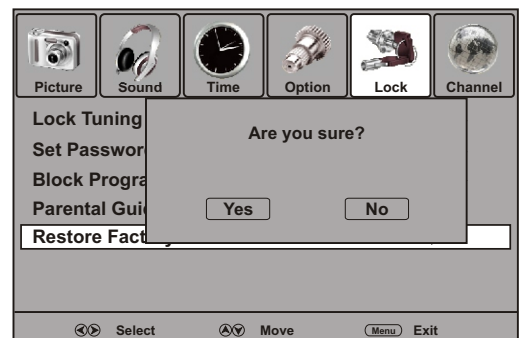 Picture Sound Time Option Lock Channel
Lock Tuning
Are you sure?
Set Passwor
Block Progra
Parental Gui
Yes No
Restore Fact
Select Move Menu Exit